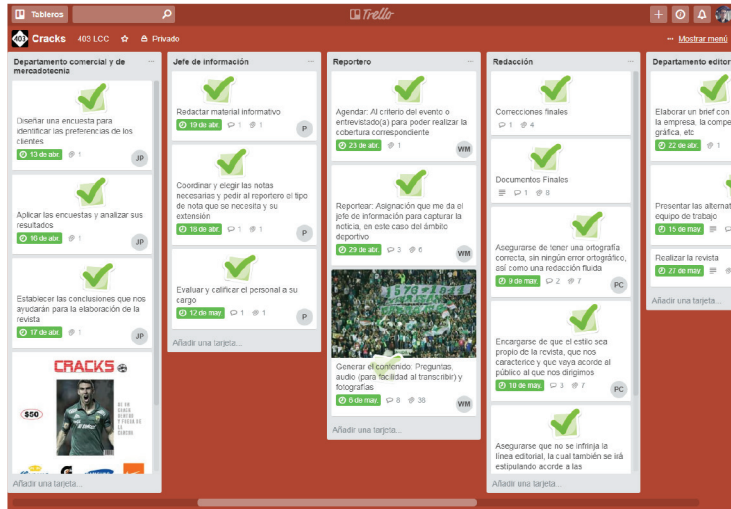 Tableros
Trello
403
Cracks
403 LCC
Privado
Mostrar menú
Departamento comercial y de
mercadotecnia
Diseñar una encuesta para
identificar las preferencias de los
clientes
13 de abr.
1
JP
Aplicar las encuestas y analizar sus
resultados
16 de abr.
1
JP
Establecer las conclusiones que nos
ayudarán para la elaboración de la
revista
17 de abr.
1
JP
CRACKS
$50
Añadir una tarjeta...
Jefe de información
Redactar material informativo
19 de abr.
1
1
P
Coordinar y elegir las notas
necesarias y pedir al reportero el tipo
de nota que se necesita y su
extensión
18 de abr.
1
1
P
Evaluar y calificar el personal a su
cargo
12 de may.
1
1
P
Añadir una tarjeta...
Reportero
Agendar: Al criterio del evento o
entrevistado(a) para poder realizar la
cobertura correspondiente
23 de abr.
1
WM
Reportear: Asignación que me da el
jefe de información para capturar la
noticia, en este caso del ámbito
deportivo
29 de abr.
3
6
WM
Generar el contenido: Preguntas,
audio (para facilidad al transcribir) y
fotografías
6 de may.
6
36
WM
Añadir una tarjeta...
Redacción
Correcciones finales
1
4
Documentos Finales
1
8
Asegurarse de tener una ortografía
correcta, sin ningún error ortográfico,
así como una redacción fluida
9 de may.
2
7
PC
Encargarse de que el estilo sea
propio de la revista, que nos
caracterice y que vaya acorde al
público al que nos dirigimos
10 de may.
3
7
PC
Asegurarse que no se infrinja la
línea editorial, la cual también se irá
estipulando acorde a las
Añadir una tarjeta...
Departamento editor
Elaborar un brief con
la empresa, la compe
gráfica, etc
22 de abr.
1
Presentar las alternat
equipo de trabajo
15 de may.
Realizar la revista
27 de may.
Añadir una tarjeta...